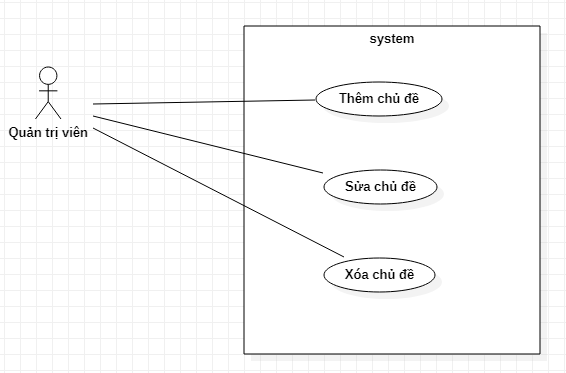 system
Quản trị viên
Thêm chủ đề
Sửa chủ đề
Xóa chủ đề